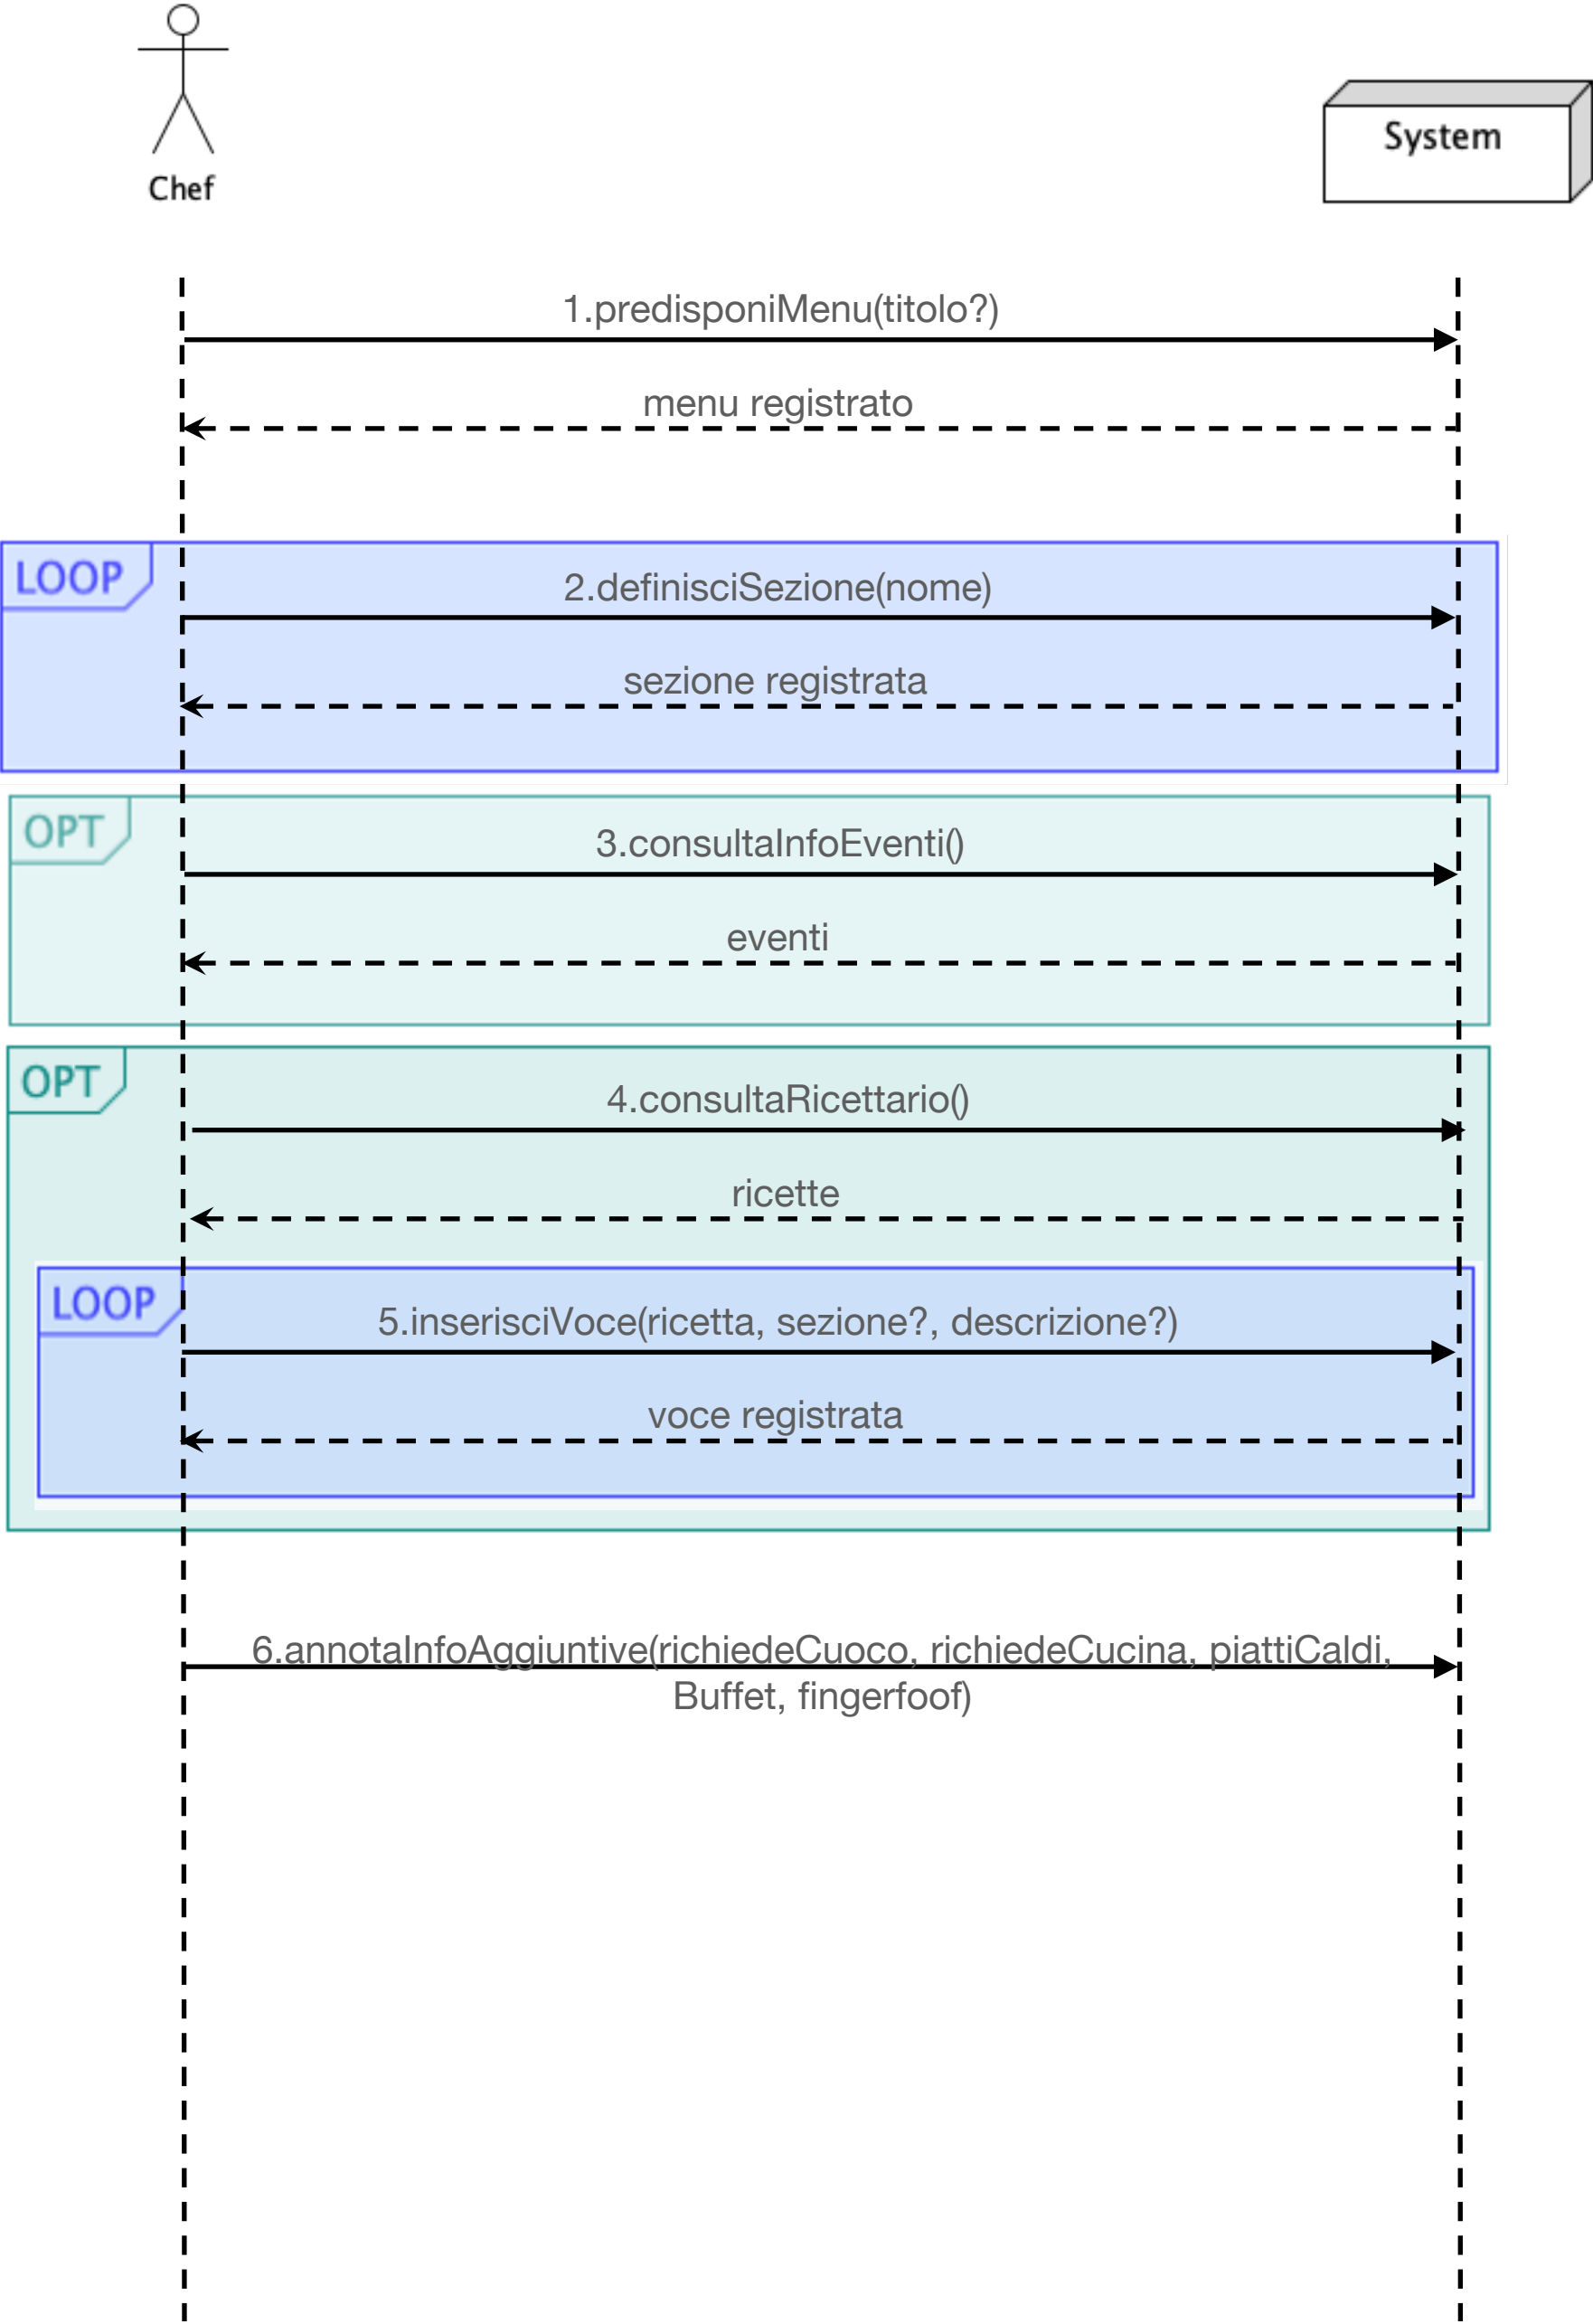 Chef
System
1.predisponiMenu(titolo?)
menu registrato
LOOP
2.definisciSezione(nome)
sezione registrata
OPT
3.consultaInfoEventi()
eventi
OPT
4.consultaRicettario()
ricette
LOOP
5.inserisciVoce(ricetta, sezione?, descrizione?)
voce registrata
6.annotaInfoAggiuntive(richiedeCuoco, richiedeCucina, piattiCaldi,
Buffet, fingerfoof)